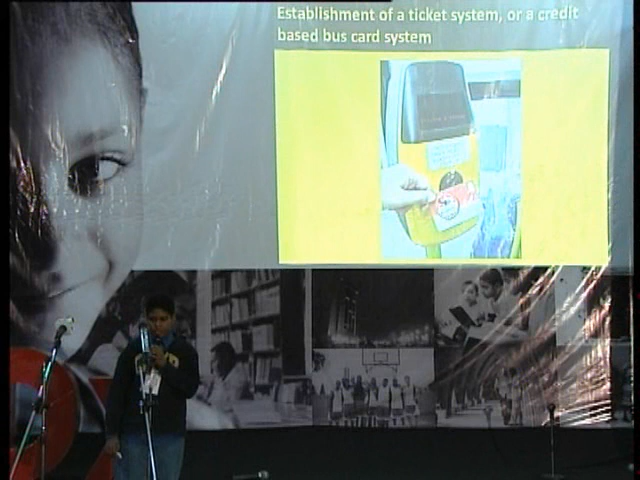 Establishment of a ticket system, or a credit
based bus card system